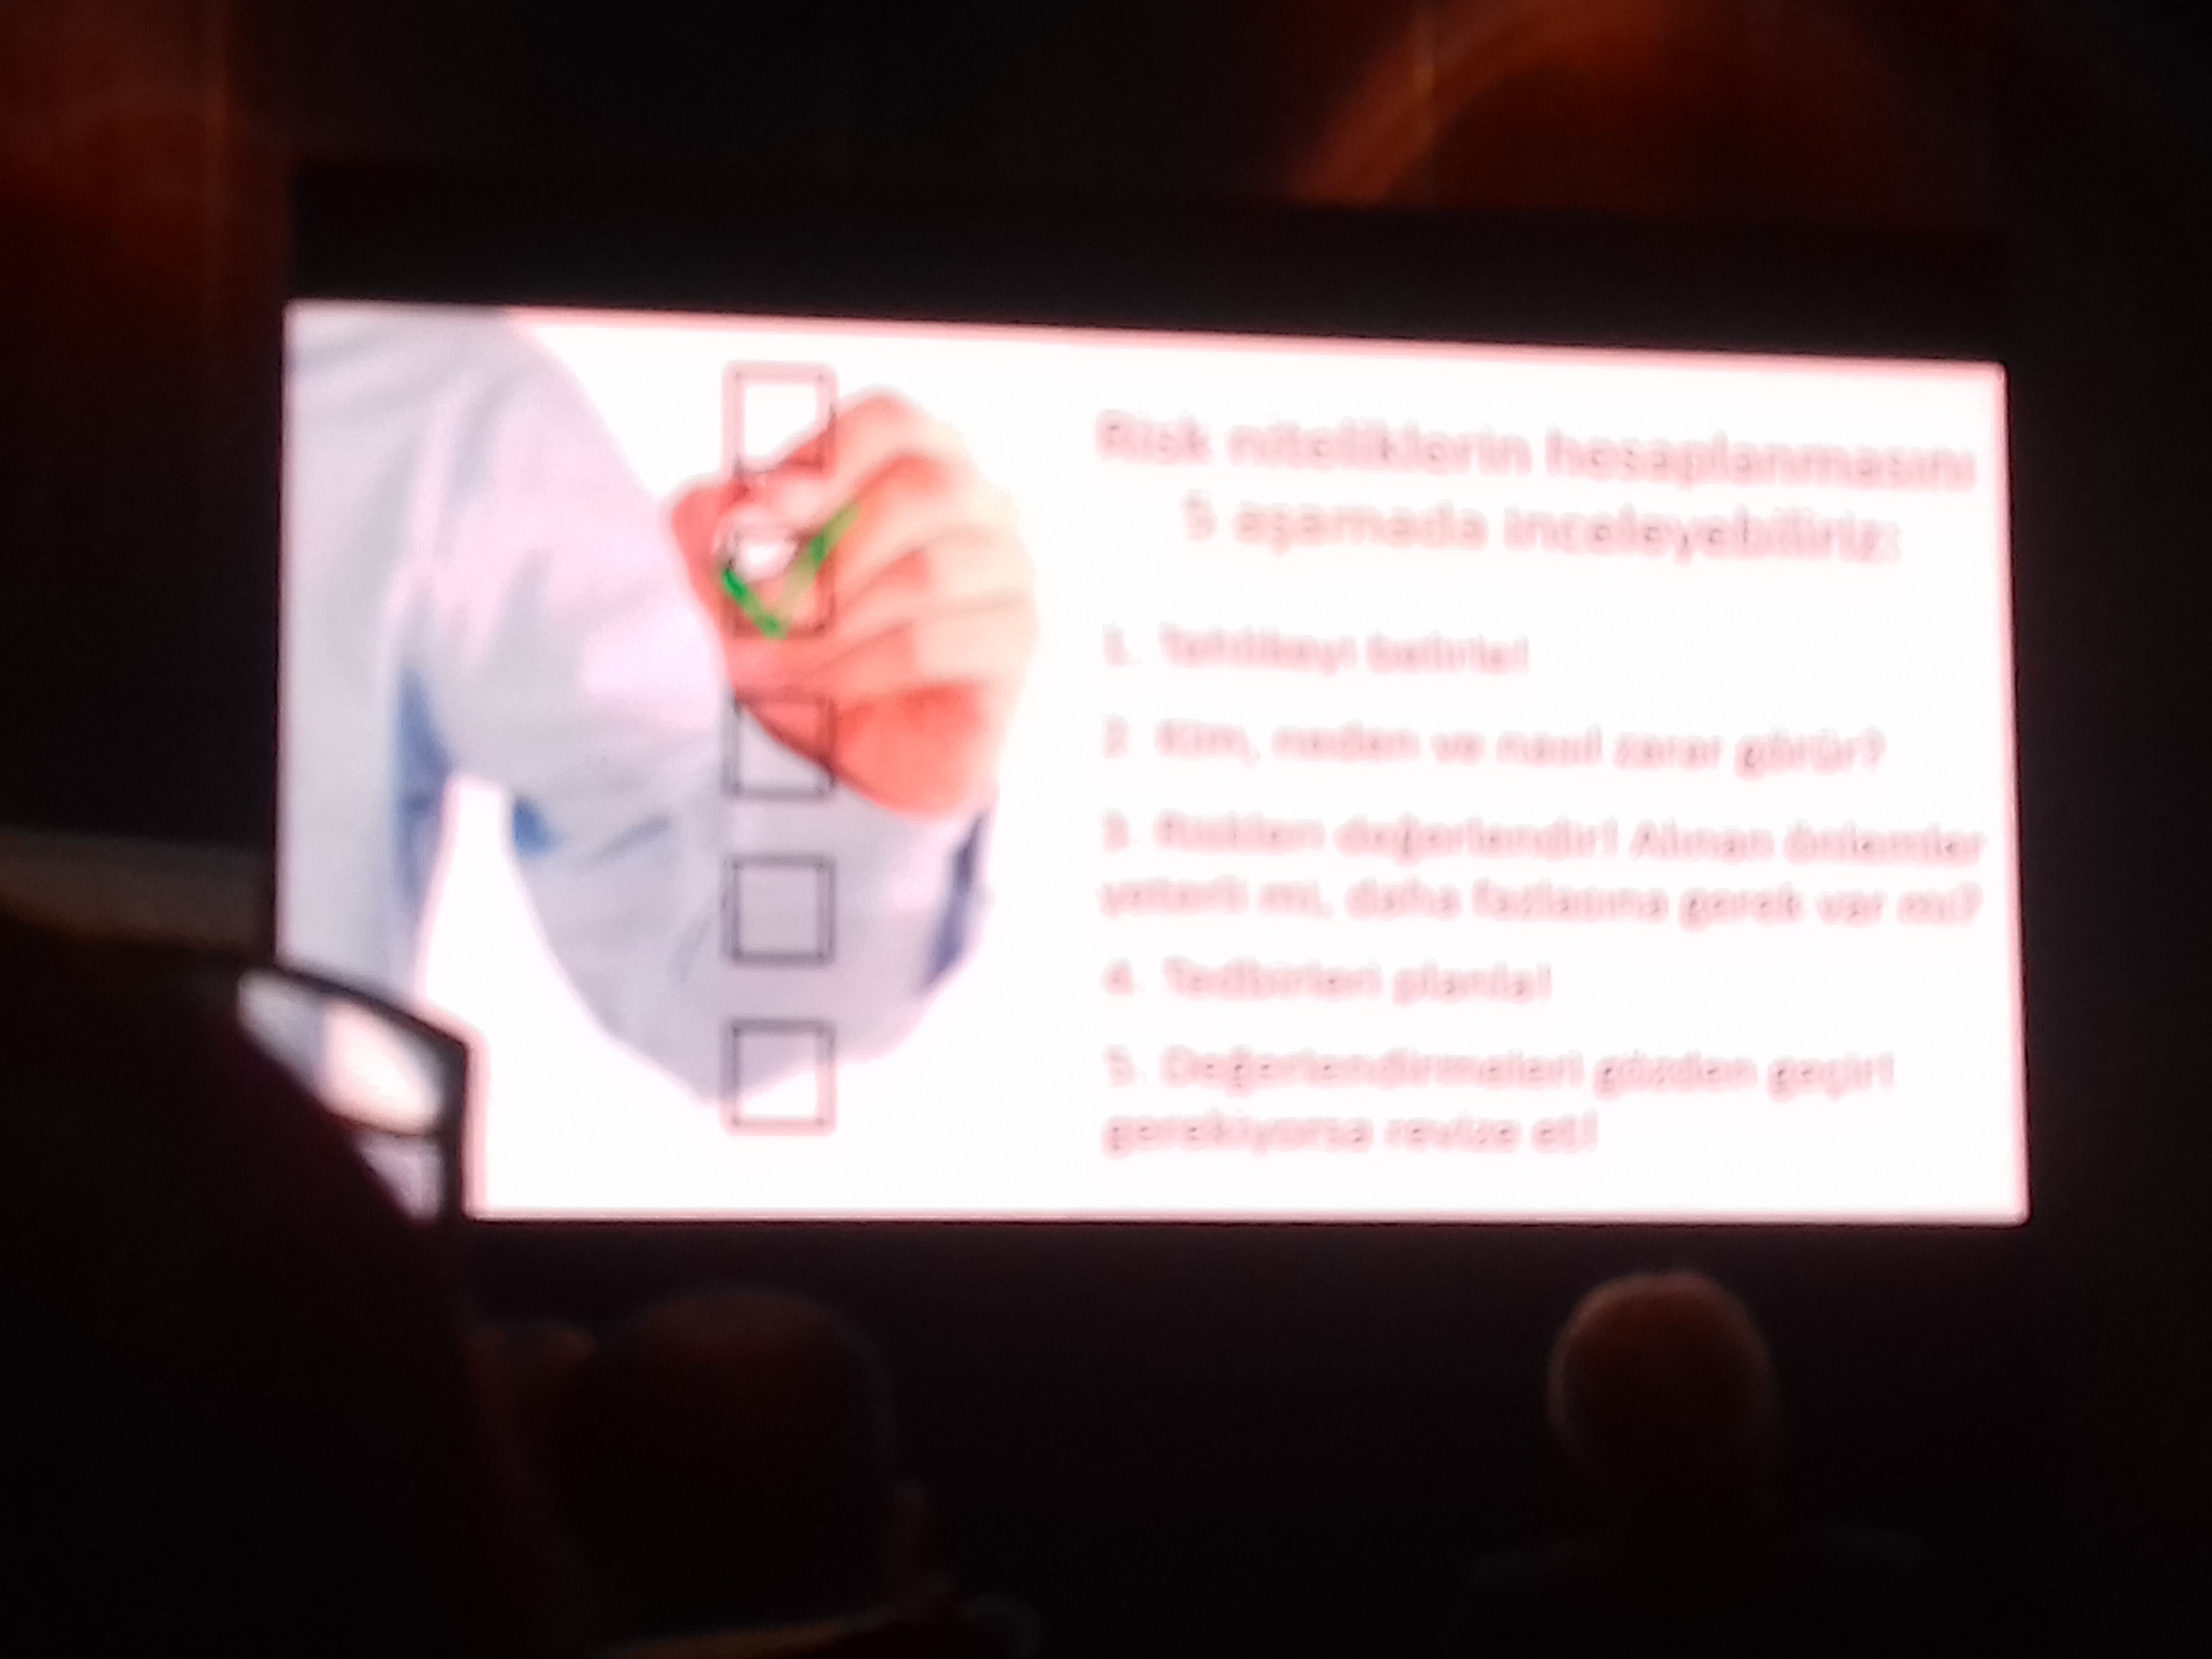 Risk niteliklerin hesaplanmasını
5 aşamada inceleyebiliriz:
1. Tehlikeyi belirle!
2. Kim, neden ve nasıl zarar görür?
3. Riskleri değerlendir! Alınan önlemler
yeterli mi, daha fazlasına gerek var mı?
4. Tedbirleri planla!
5. Değerlendirmeleri gözden geçir!
gerekiyorsa revize et!